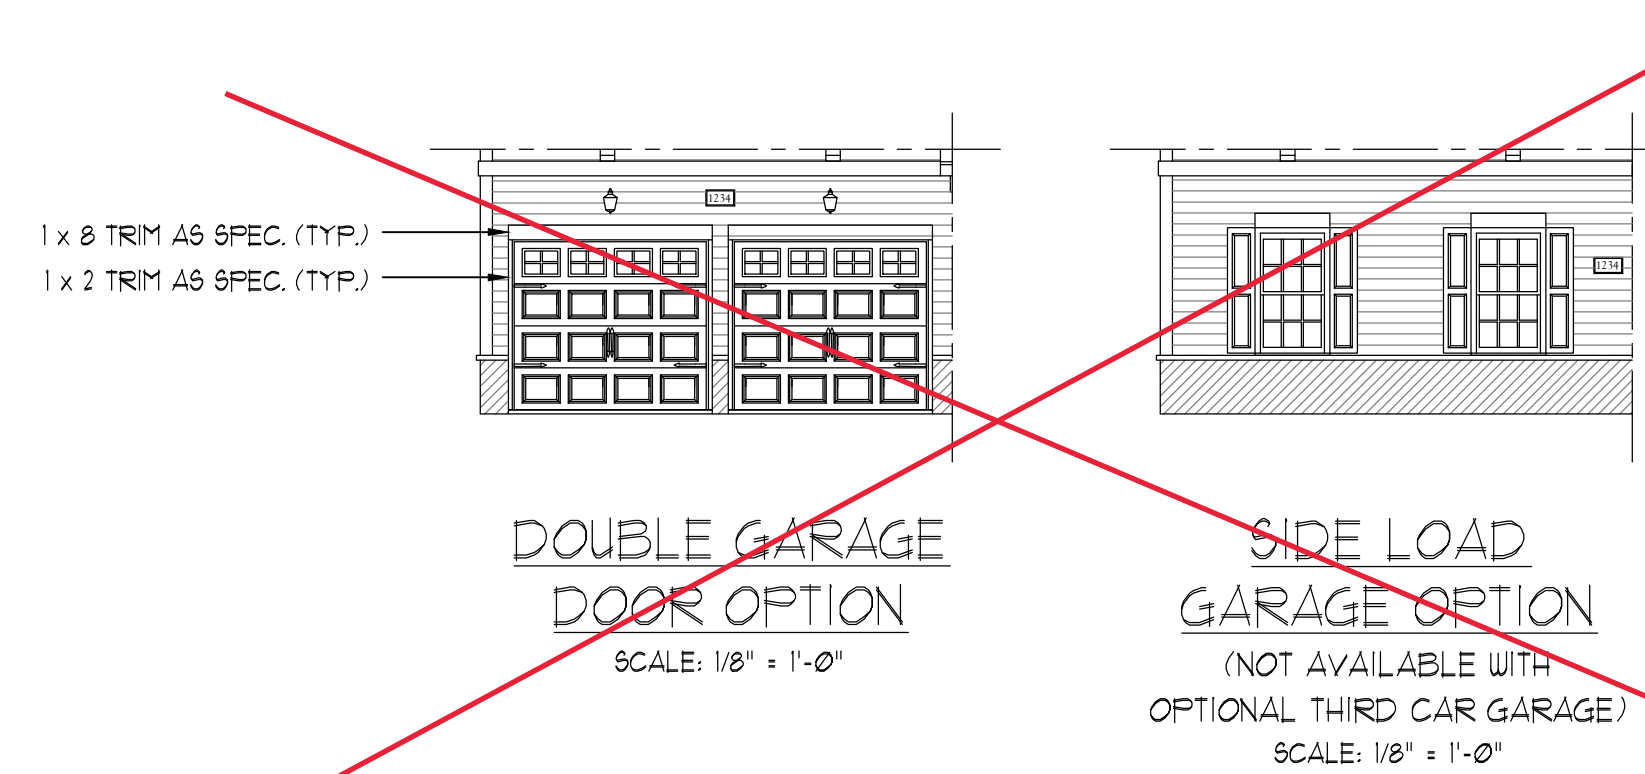 1234
1 x 8 TRIM AS SPEC. (TYP.)
1 x 2 TRIM AS SPEC. (TYP.)
DOUBLE GARAGE
DOOR OPTION
SCALE: 1/8" = 1'-0"
1234
SIDE LOAD
GARAGE OPTION
(NOT AVAILABLE WITH
OPTIONAL THIRD CAR GARAGE)
SCALE: 1/8" = 1'-0"